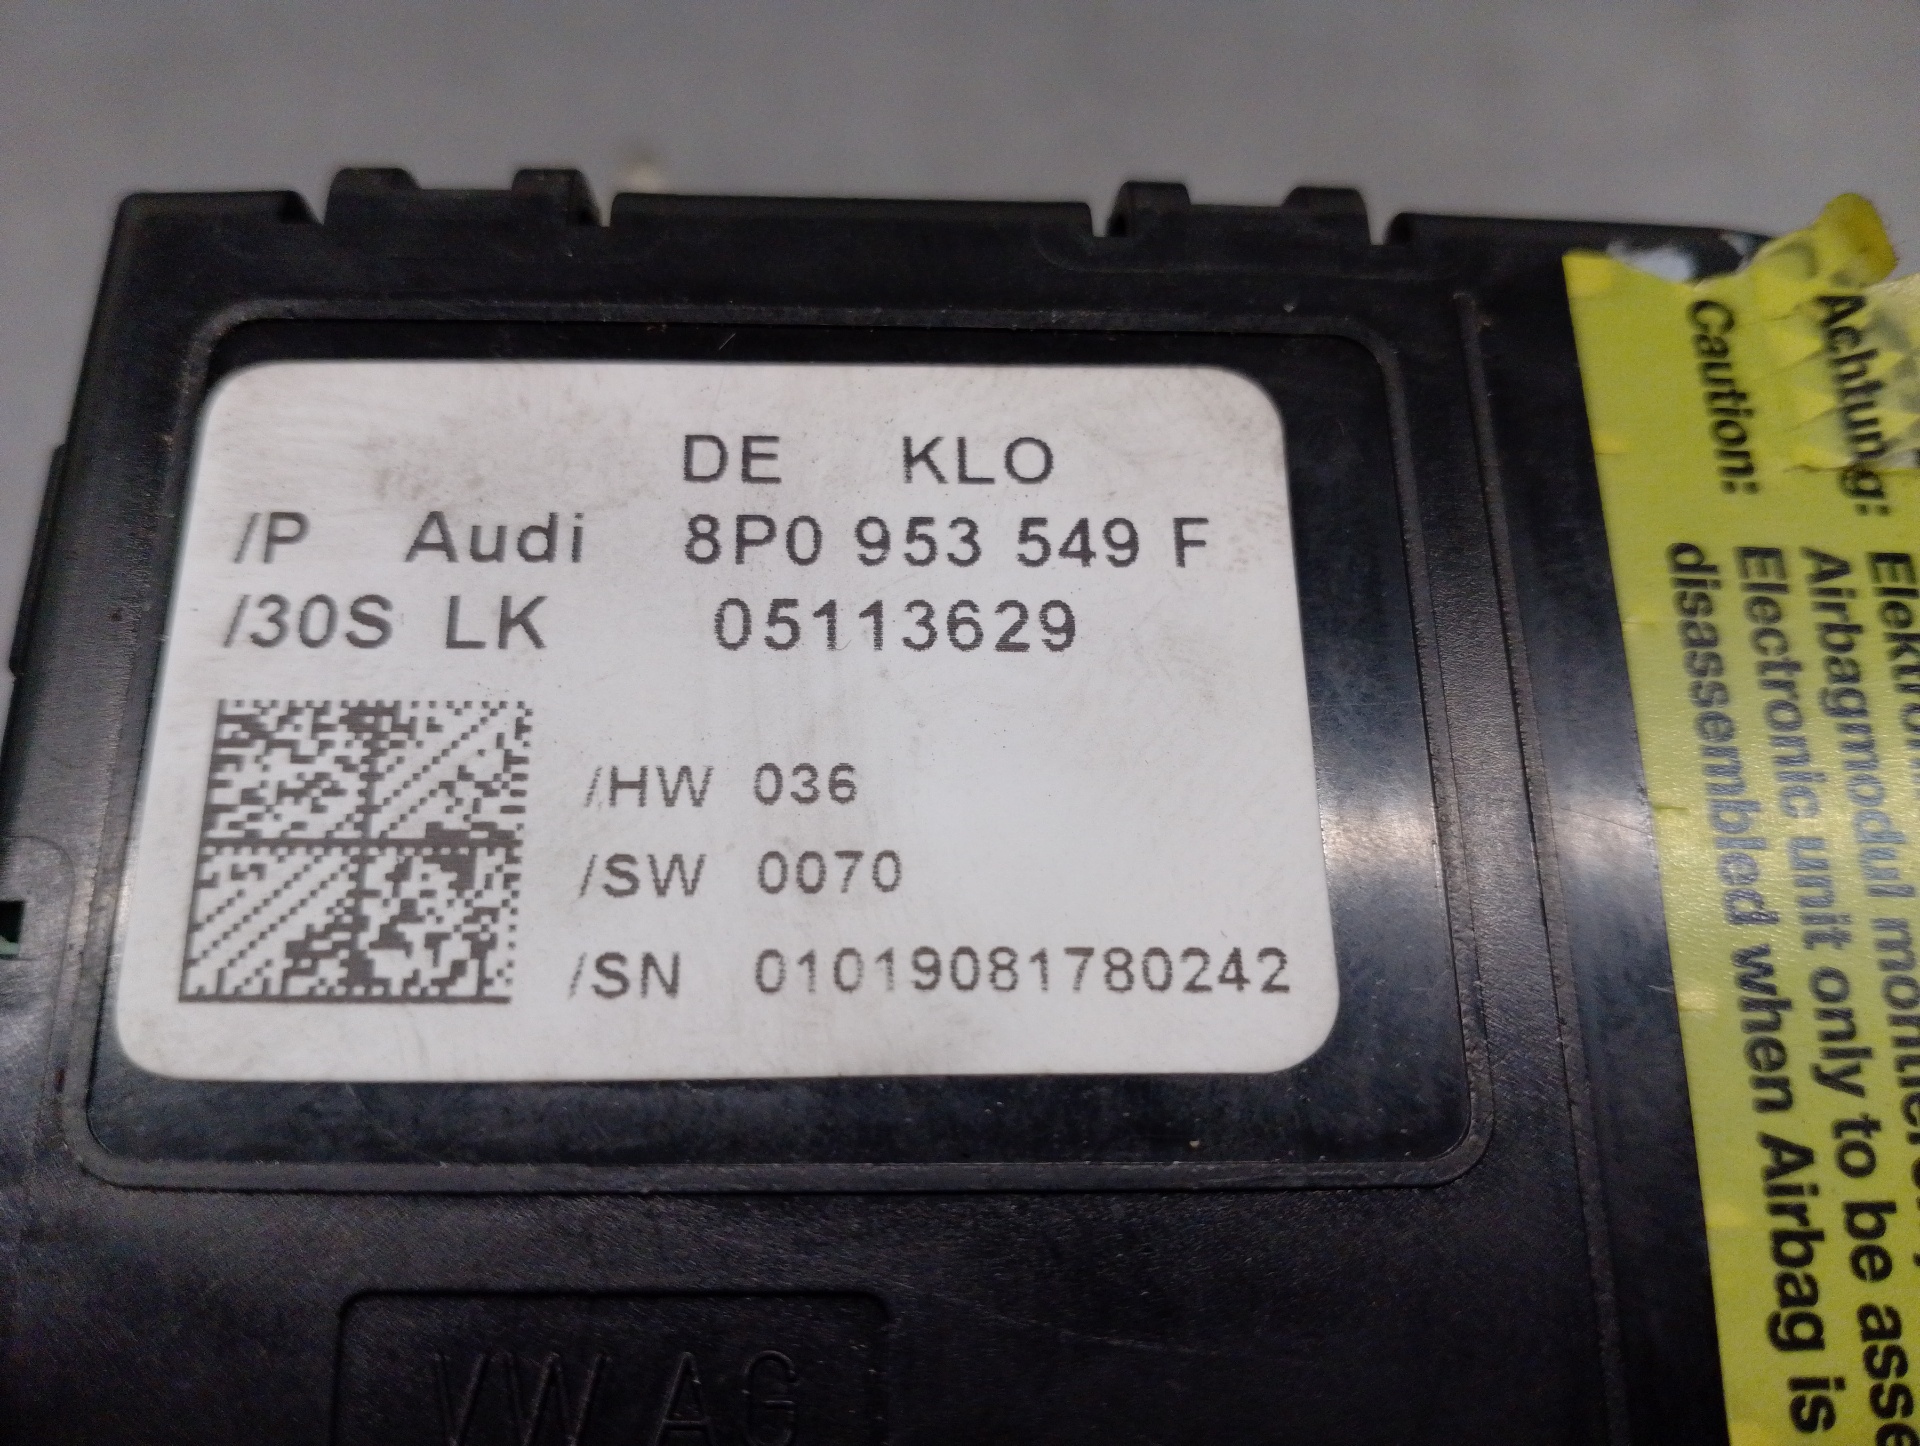 DE KLO
/P Audi 8P0 953 549 F
/30S LK 05113629
/HW 036
/SW 0070
/SN 01019081780242
VW AG
Achtung:
Airbagmodul
Caution: Electronic unit only to be
disassembled when Airbag is